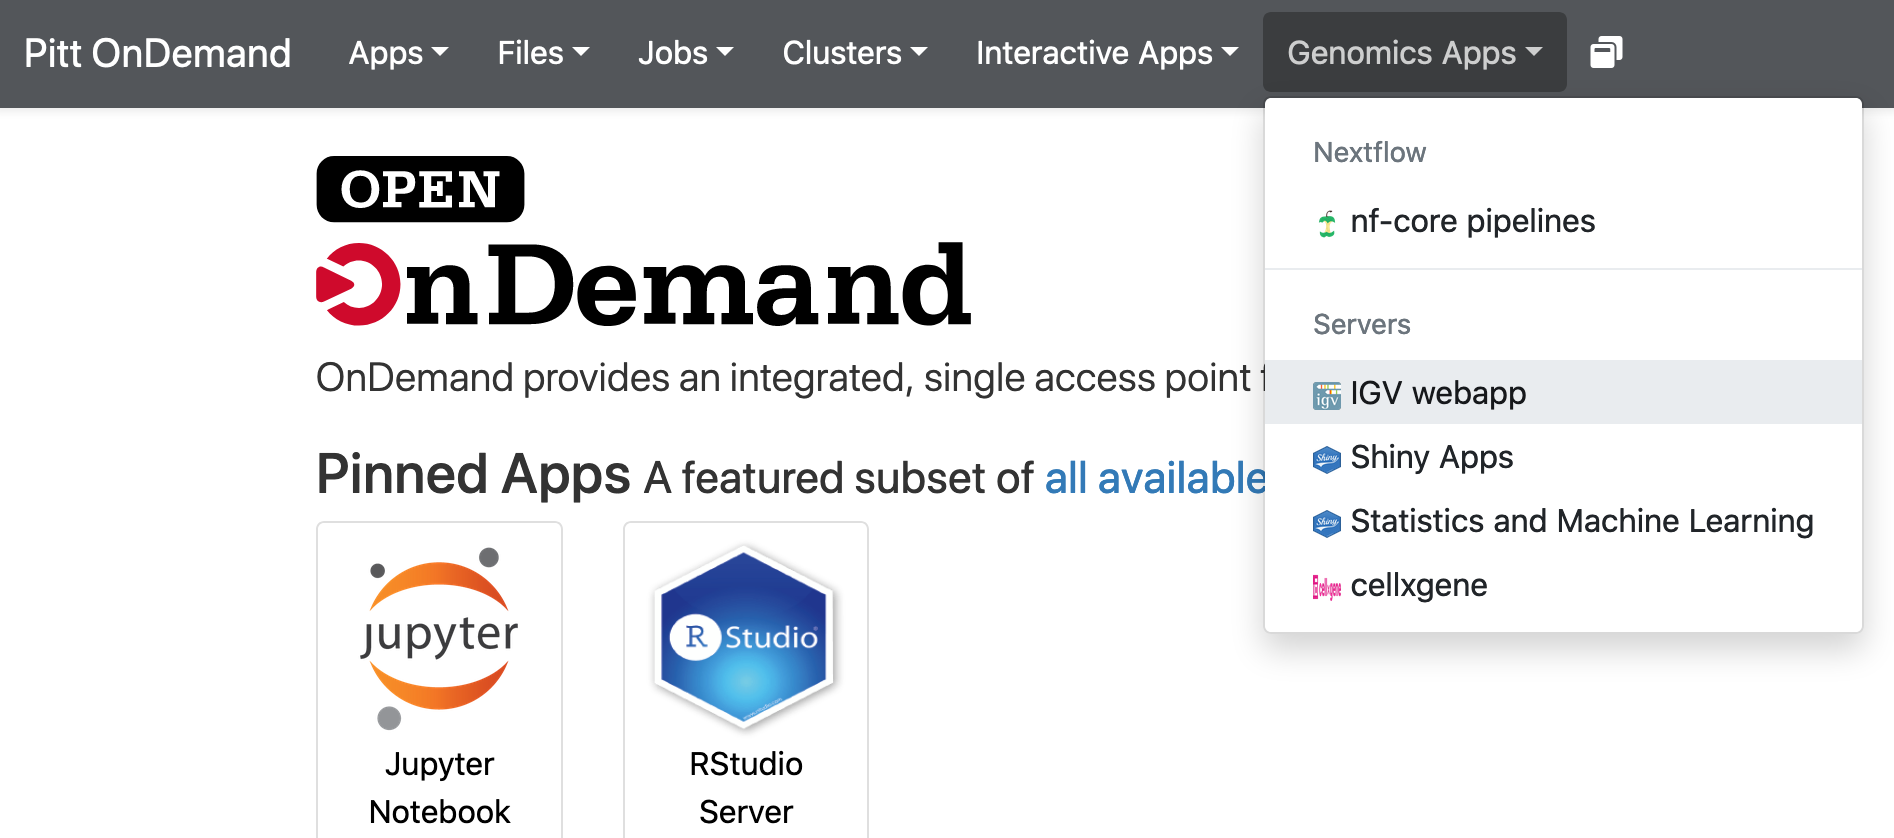 Pitt OnDemand Apps Files Jobs Clusters Interactive Apps Genomics Apps
Nextflow
nf-core pipelines
Servers
igv IGV webapp
Shiny Shiny Apps
Shiny Statistics and Machine Learning
cellxgene cellxgene
OPEN
OnDemand
OnDemand provides an integrated, single access point
Pinned Apps A featured subset of all available
jupyter
Jupyter
Notebook
R Studio
RStudio
Server